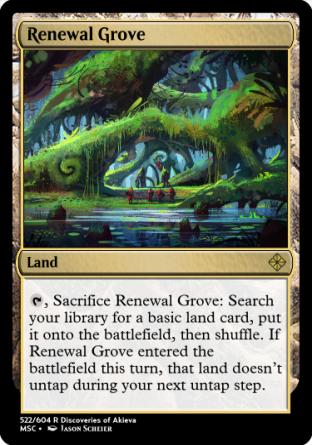 Renewal Grove
Land
, Sacrifice Renewal Grove: Search
your library for a basic land card, put
it onto the battlefield, then shuffle. If
Renewal Grove entered the
battlefield this turn, that land doesn't
untap during your next untap step.
522/604 R Discoveries of Akieva
MSC • Jason Scheier